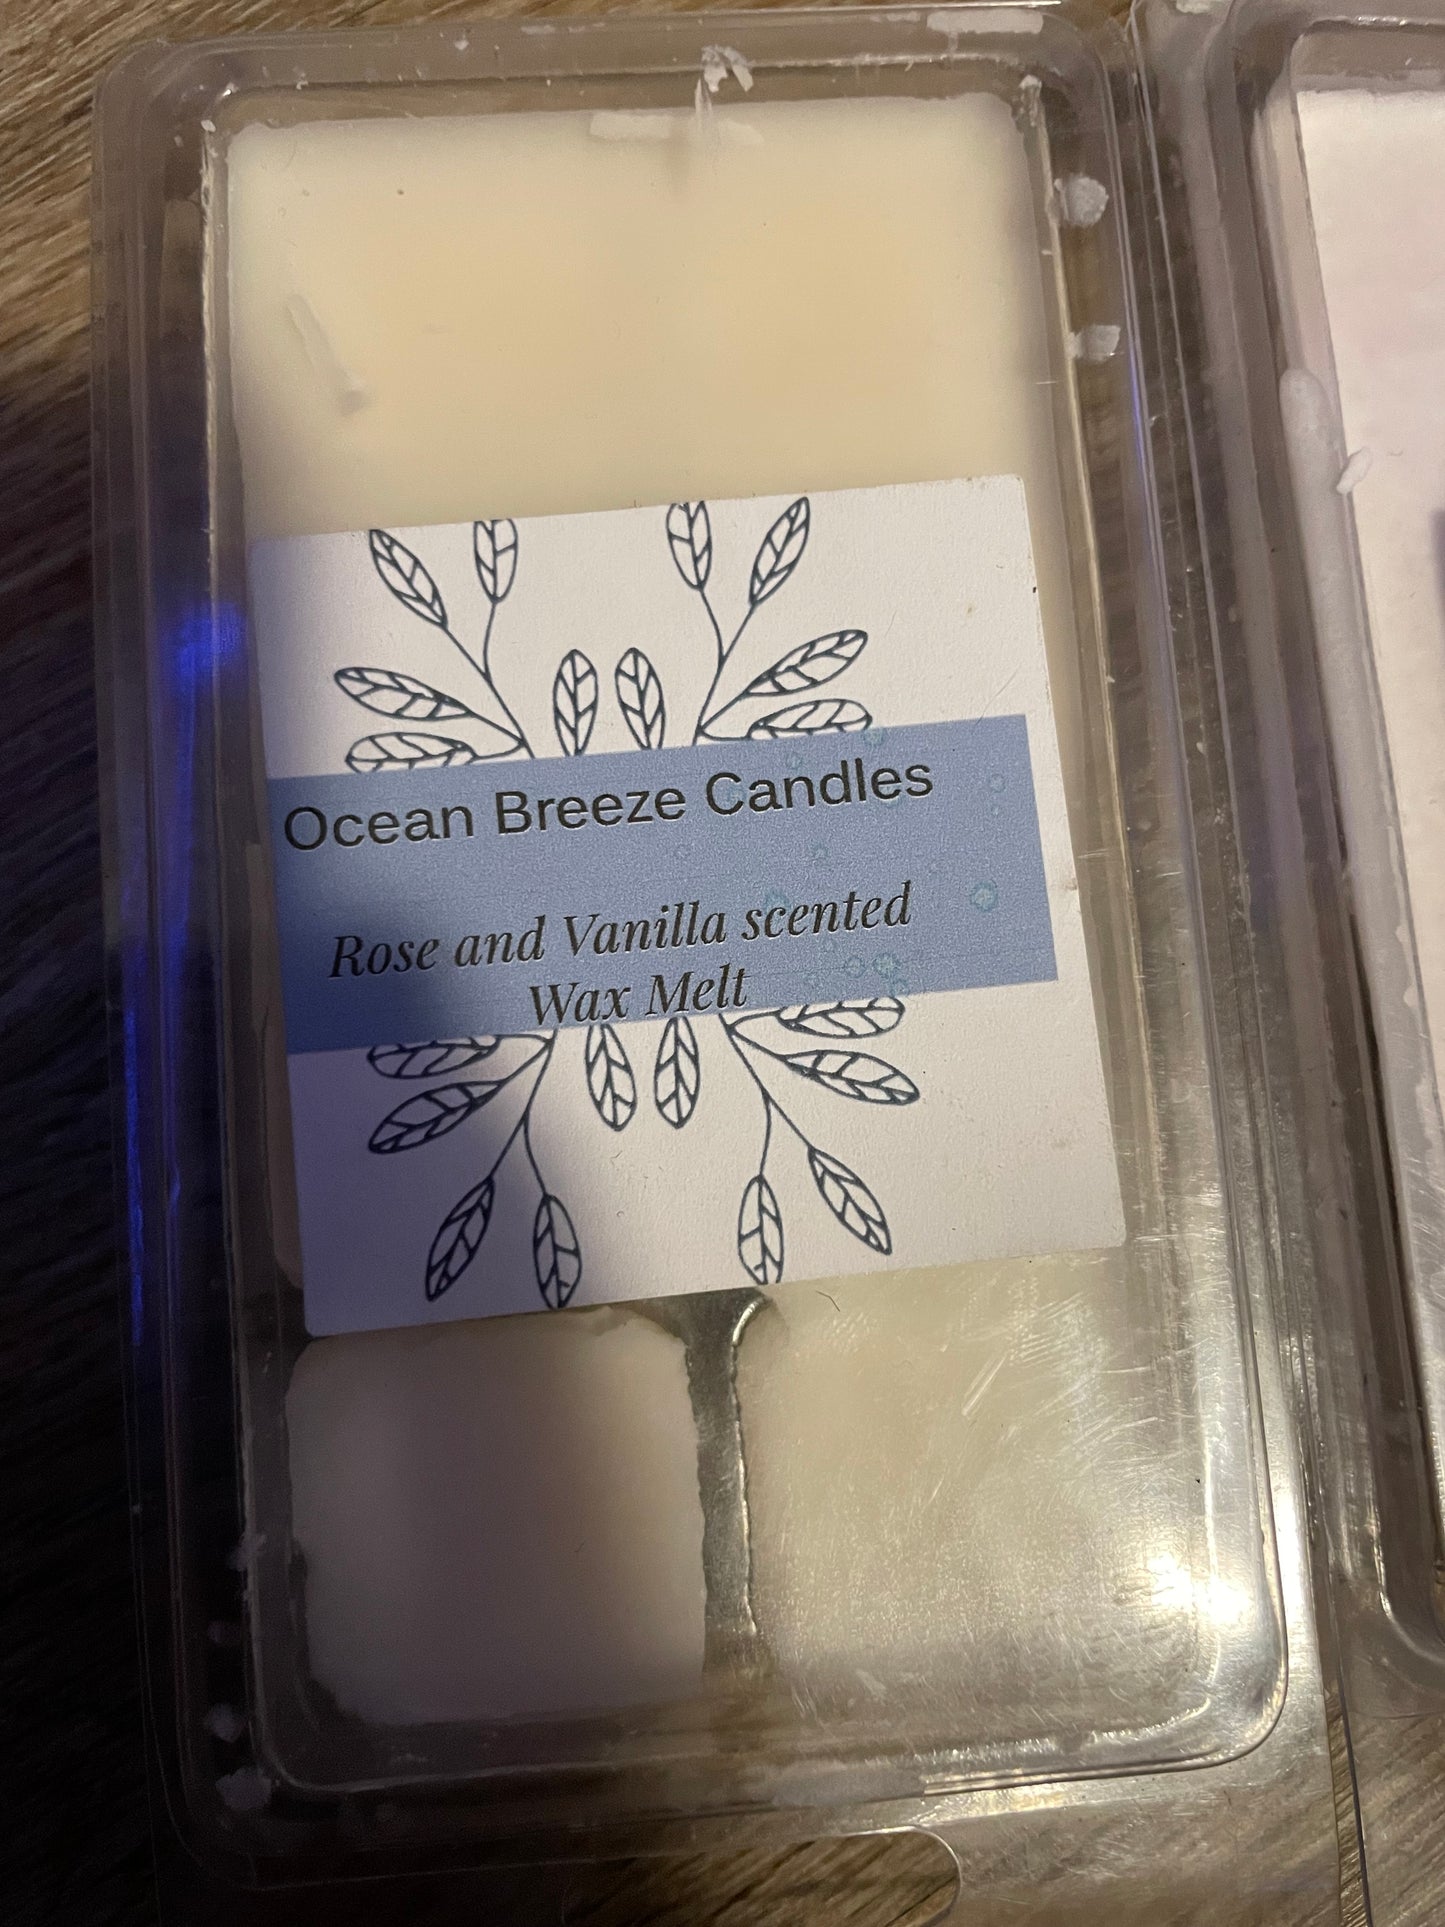 Ocean Breeze Candles
Rose and Vanilla scented
Wax Melt